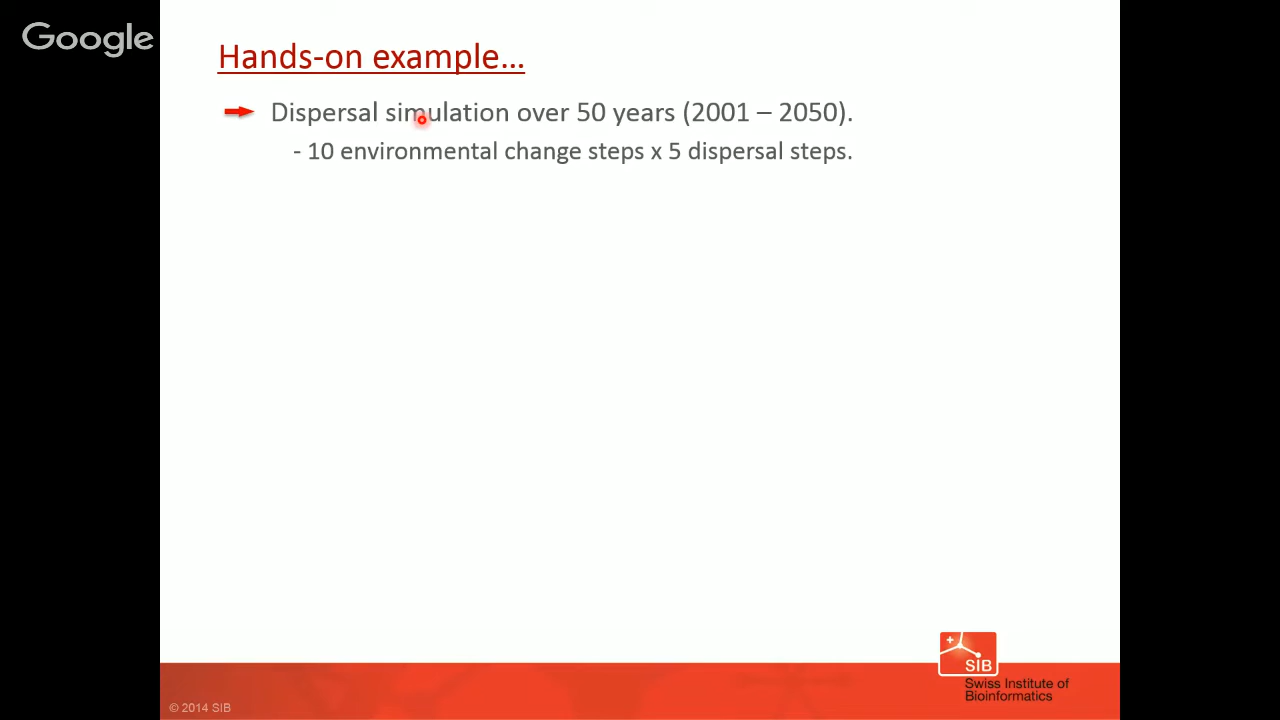 Google
Hands-on example…
Dispersal simulation over 50 years (2001 – 2050).
- 10 environmental change steps x 5 dispersal steps.
SIB
Swiss Institute of
Bioinformatics
© 2014 SIB